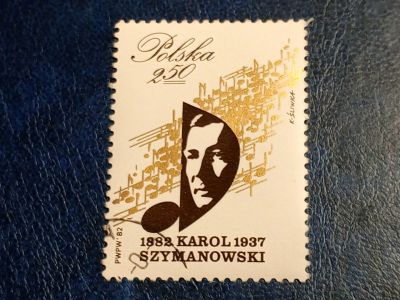 Polska
2.50
K. ŚLIWKA
PWPW '82
1882 KAROL 1937
SZYMANOWSKI